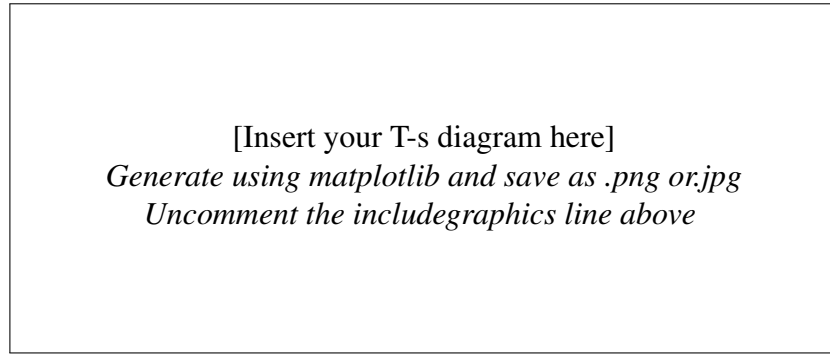 [Insert your T-s diagram here]
Generate using matplotlib and save as .png or.jpg
Uncomment the includegraphics line above